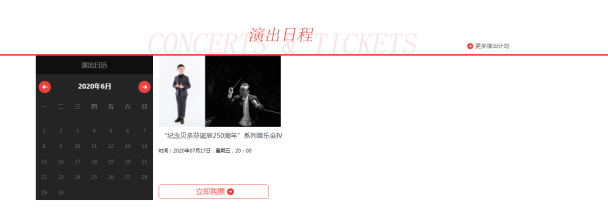 CONCERTS & TICKETS
演出日程
更多演出计划
演出日历
2020年6月
一 二 三 四 五 六 日
1 2 3 4 5 6 7
8 9 10 11 12 13 14
15 16 17 18 19 20 21
22 23 24 25 26 27 28
29 30
“纪念贝多芬诞辰250周年”系列音乐会IV
时间：2020年07月17日，星期五，20：00
立即购票